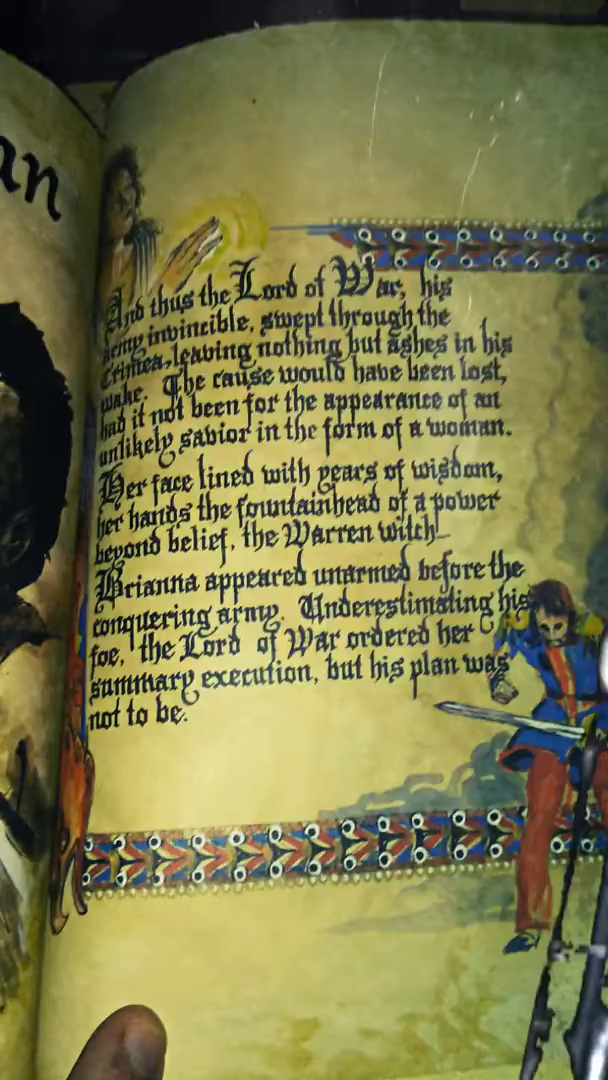 an
And thus the Lord of War, his
army invincible, swept through the
Crimea, leaving nothing but ashes in his
wake. The cause would have been lost,
had it not been for the appearance of an
unlikely savior in the form of a woman.
Her face lined with years of wisdom,
her hands the fountainhead of a power
beyond belief, the Warren witch
Brianna appeared unarmed before the
conquering army. Underestimating his
foe, the Lord of War ordered her
summary execution, but his plan was
not to be.